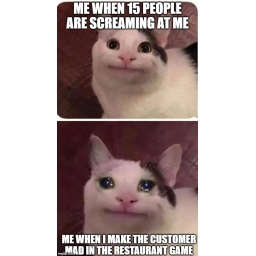 ME WHEN 15 PEOPLE
ARE SCREAMING AT ME
ME WHEN I MAKE THE CUSTOMER
MAD IN THE RESTAURANT GAME